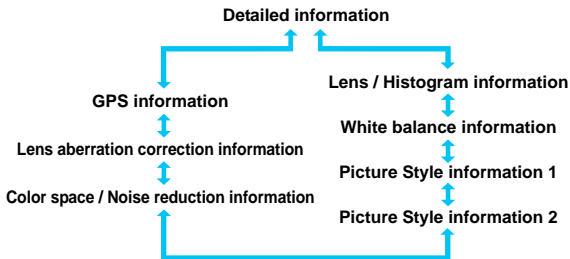 Detailed information
Lens / Histogram information
GPS information
White balance information
Lens aberration correction information
Picture Style information 1
Color space / Noise reduction information
Picture Style information 2